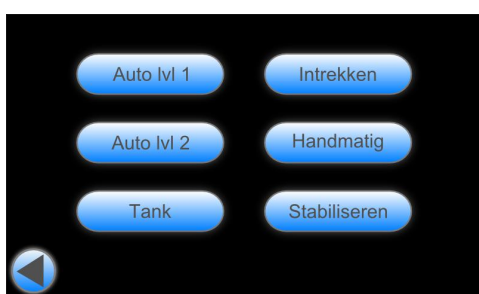 Auto lvl 1
Intrekken
Auto lvl 2
Handmatig
Tank
Stabiliseren